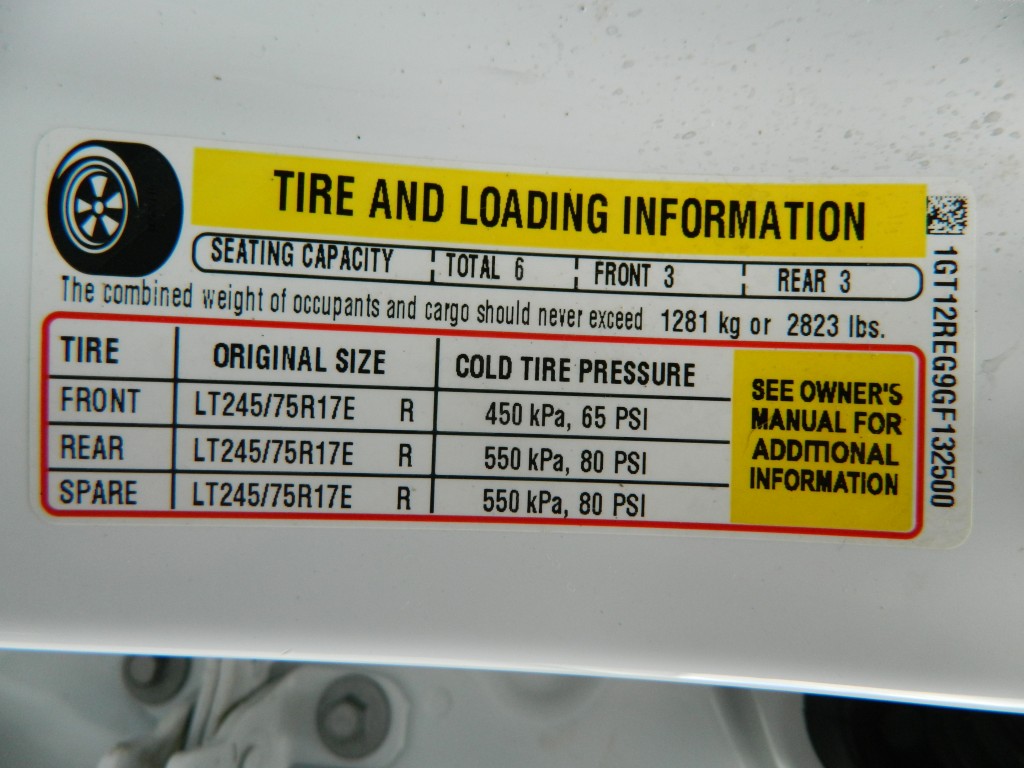 TIRE AND LOADING INFORMATION
SEATING CAPACITY TOTAL 6 FRONT 3 REAR 3
The combined weight of occupants and cargo should never exceed 1281 kg or 2823 lbs.
TIRE ORIGINAL SIZE COLD TIRE PRESSURE
FRONT LT245/75R17E R 450 kPa, 65 PSI
REAR LT245/75R17E R 550 kPa, 80 PSI
SPARE LT245/75R17E R 550 kPa, 80 PSI
SEE OWNER'S
MANUAL FOR
ADDITIONAL
INFORMATION
1GT12REG9GF132500